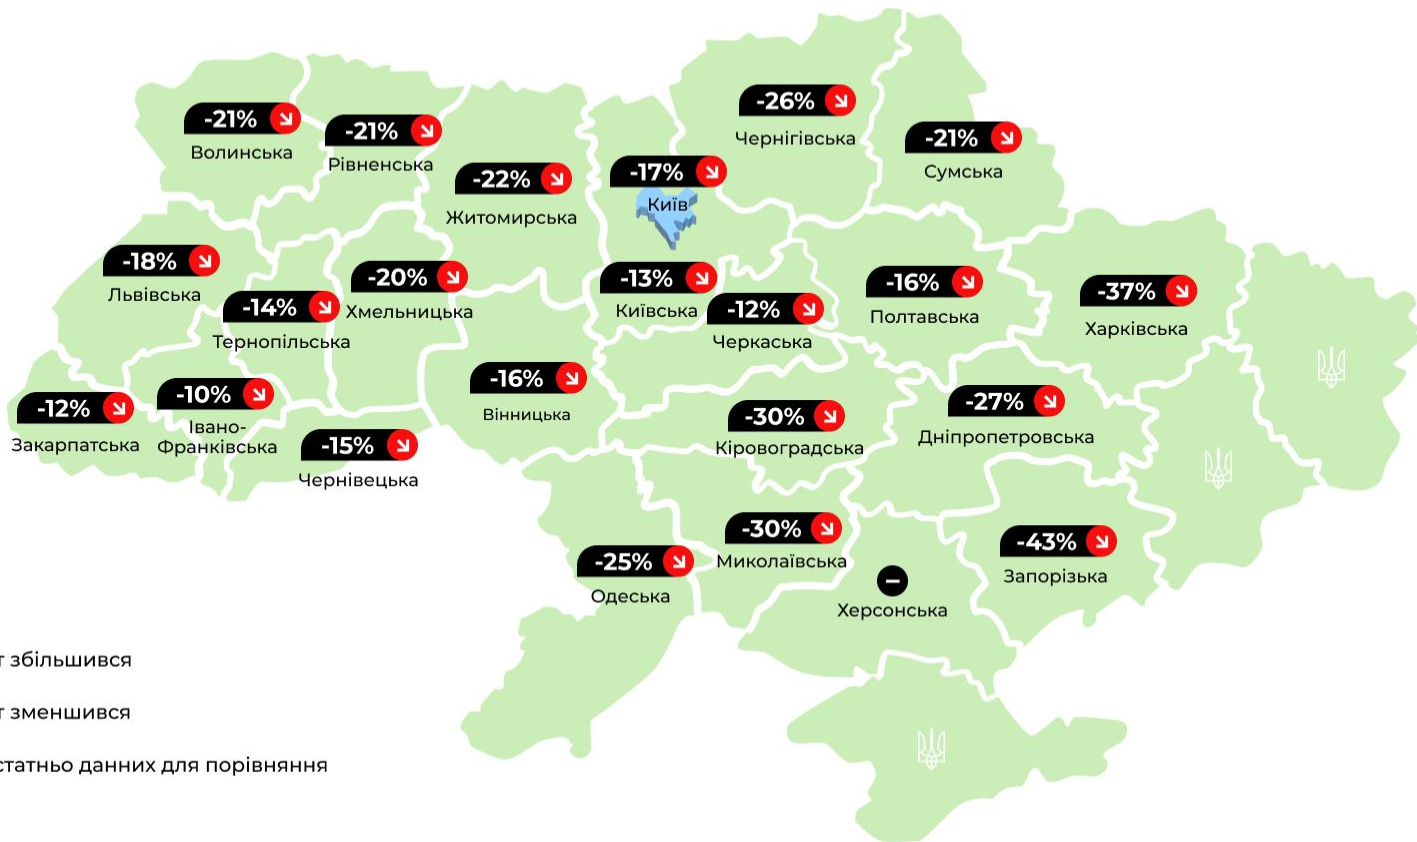 -26%
Чернігівська
-21%
Волинська
-21%
Рівненська
-21%
Сумська
-22%
Житомирська
-17%
Київ
-18%
Львівська
-20%
Хмельницька
-13%
Київська
-16%
Полтавська
-37%
Харківська
-14%
Тернопільська
-12%
Черкаська
-16%
Вінницька
-12%
Закарпатська
-10%
Івано-
Франківська
-27%
Дніпропетровська
-30%
Кіровоградська
-15%
Чернівецька
-30%
Миколаївська
-43%
Запорізька
-25%
Одеська
Херсонська
т збільшився
т зменшився
статньо данних для порівняння